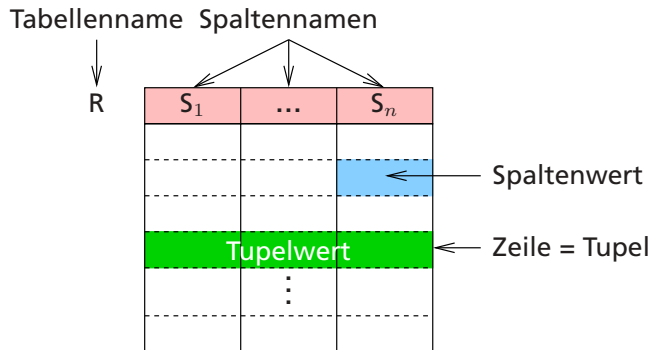 Tabellenname Spaltennamen
R S₁ ... Sₙ
Spaltenwert
Tupelwert Zeile = Tupel
⋮